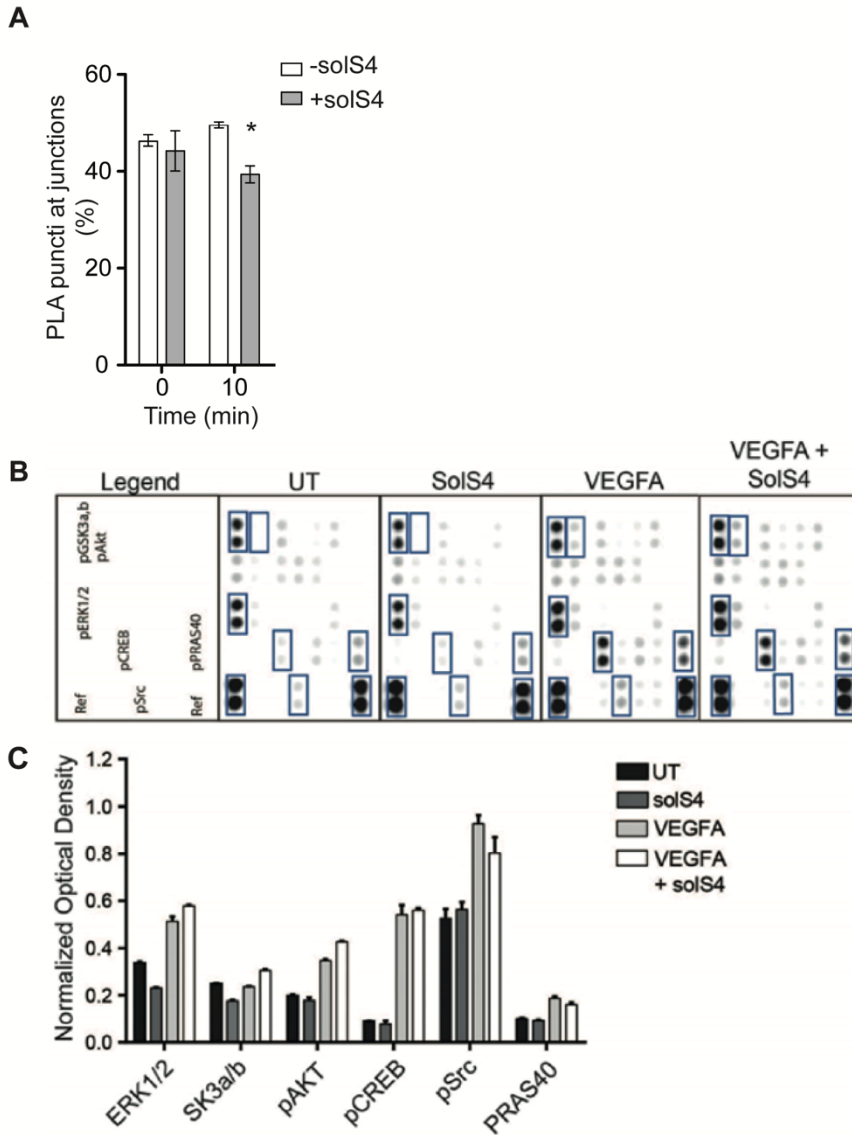 A
60
40
20
0
PLA puncti at junctions
(%)
-solS4
+solS4
*
0 10
Time (min)
B
Legend UT SolS4 VEGFA VEGFA +
SolS4
pGSK3a,b
pAkt
pERK1/2
pCREB
pPRAS40
Ref
pSrc
Ref
C
Normalized Optical Density
1.2
1.0
0.8
0.6
0.4
0.2
0.0
UT
solS4
VEGFA
VEGFA
+ solS4
ERK1/2 SK3a/b pAKT pCREB pSrc PRAS40